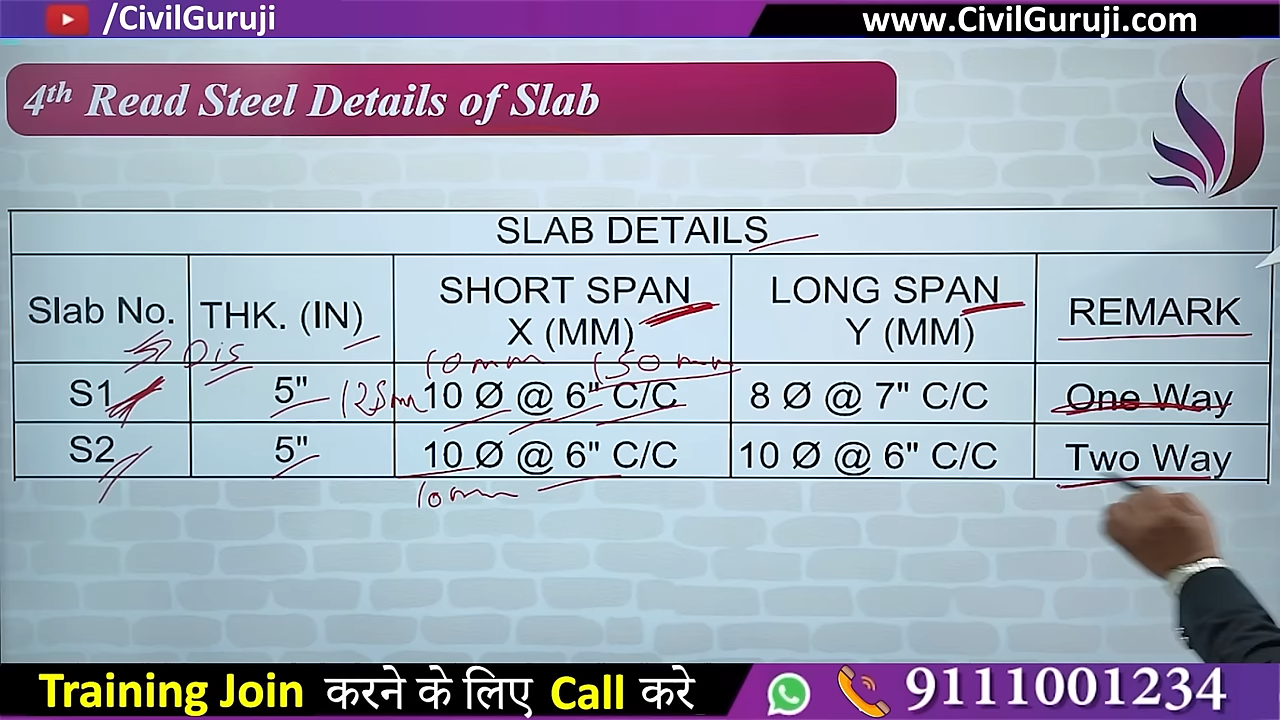 /CivilGuruji
www.CivilGuruji.com
4th Read Steel Details of Slab
SLAB DETAILS
Slab No. THK. (IN) SHORT SPAN X (MM) LONG SPAN Y (MM) REMARK
Dis 10mm 150mm
S1 5" 125mm 10 Ø @ 6" C/C 8 Ø @ 7" C/C One Way
S2 5" 10 Ø @ 6" C/C 10 Ø @ 6" C/C Two Way
10mm
Training Join करने के लिए Call करे 9111001234